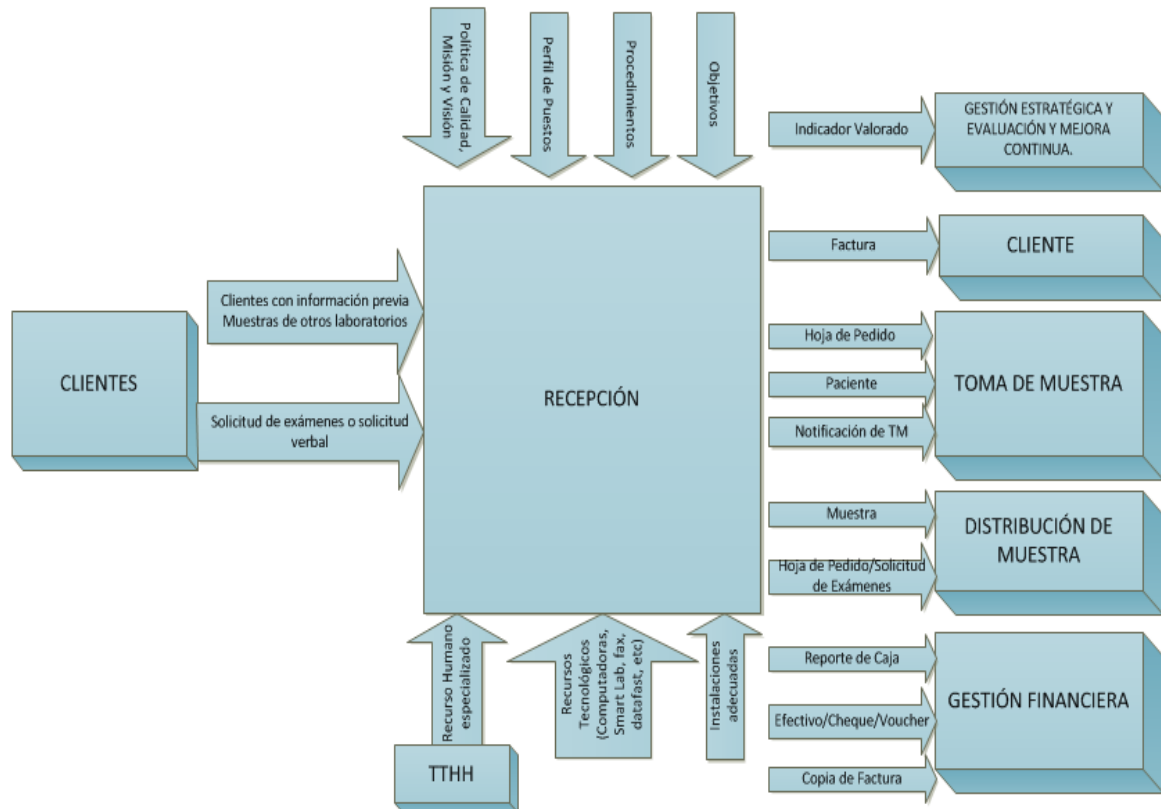 Política de Calidad,
Misión y Visión
Perfil de Puestos
Procedimientos
Objetivos
Indicador Valorado
GESTIÓN ESTRATÉGICA Y
EVALUACIÓN Y MEJORA
CONTINUA.
Factura
CLIENTE
CLIENTES
Clientes con información previa
Muestras de otros laboratorios
Solicitud de exámenes o solicitud
verbal
RECEPCIÓN
Hoja de Pedido
Paciente
Notificación de TM
TOMA DE MUESTRA
Muestra
Hoja de Pedido/Solicitud
de Exámenes
DISTRIBUCIÓN DE
MUESTRA
Recurso Humano
especializado
TTHH
Recursos
Tecnológicos
(Computadoras,
Smart Lab, fax,
datafast, etc)
Instalaciones
adecuadas
Reporte de Caja
Efectivo/Cheque/Voucher
Copia de Factura
GESTIÓN FINANCIERA